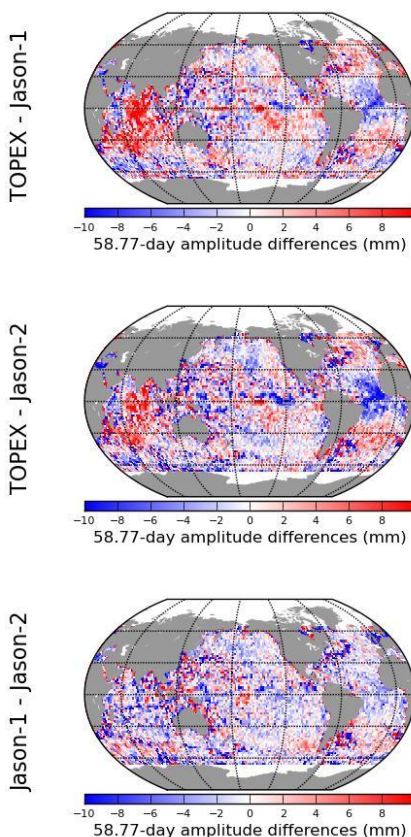 TOPEX - Jason-1
−10 −8 −6 −4 −2 0 2 4 6 8
58.77-day amplitude differences (mm)
TOPEX - Jason-2
−10 −8 −6 −4 −2 0 2 4 6 8
58.77-day amplitude differences (mm)
Jason-1 - Jason-2
−10 −8 −6 −4 −2 0 2 4 6 8
58.77-day amplitude differences (mm)